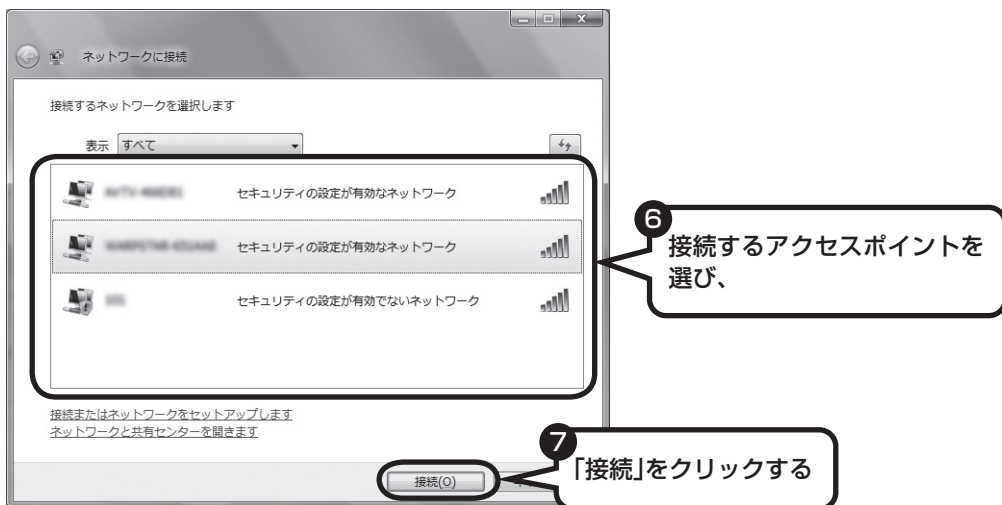 ネットワークに接続
接続するネットワークを選択します
表示 すべて
セキュリティの設定が有効なネットワーク
セキュリティの設定が有効なネットワーク
セキュリティの設定が有効でないネットワーク
❻
接続するアクセスポイントを
選び、
接続またはネットワークをセットアップします
ネットワークと共有センターを開きます
❼
「接続」をクリックする
接続(O)